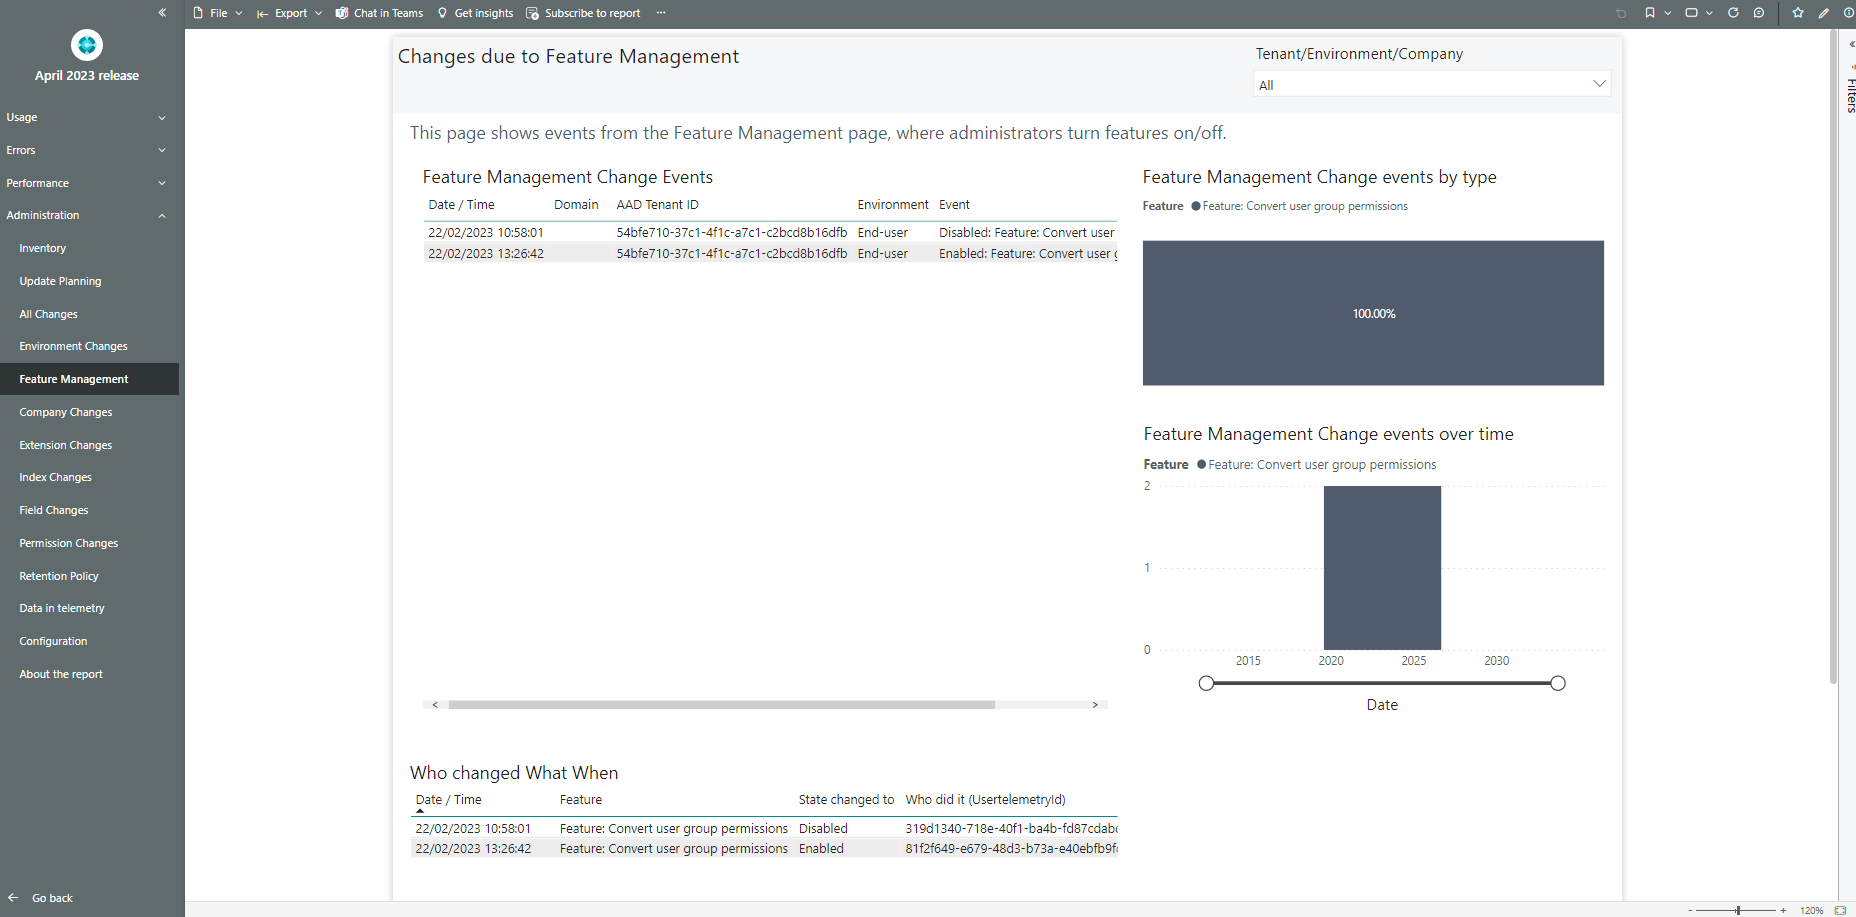 File
Export
Chat in Teams
Get insights
Subscribe to report
April 2023 release
Usage
Errors
Performance
Administration
Inventory
Update Planning
All Changes
Environment Changes
Feature Management
Company Changes
Extension Changes
Index Changes
Field Changes
Permission Changes
Retention Policy
Data in telemetry
Configuration
About the report
Go back
Changes due to Feature Management
Tenant/Environment/Company
All
This page shows events from the Feature Management page, where administrators turn features on/off.
Feature Management Change Events
Date / Time Domain AAD Tenant ID Environment Event
22/02/2023 10:58:01 54bfe710-37c1-4f1c-a7c1-c2bcd8b16dfb End-user Disabled: Feature: Convert user
22/02/2023 13:26:42 54bfe710-37c1-4f1c-a7c1-c2bcd8b16dfb End-user Enabled: Feature: Convert user
Feature Management Change events by type
Feature Feature: Convert user group permissions
100.00%
Feature Management Change events over time
Feature Feature: Convert user group permissions
2
1
0
2015 2020 2025 2030
Date
Who changed What When
Date / Time Feature State changed to Who did it (UsertelemetryId)
22/02/2023 10:58:01 Feature: Convert user group permissions Disabled 319d1340-718e-40f1-ba4b-fd87cdab
22/02/2023 13:26:42 Feature: Convert user group permissions Enabled 81f2f649-e679-48d3-b73a-e40ebfb9f
Filters
120%